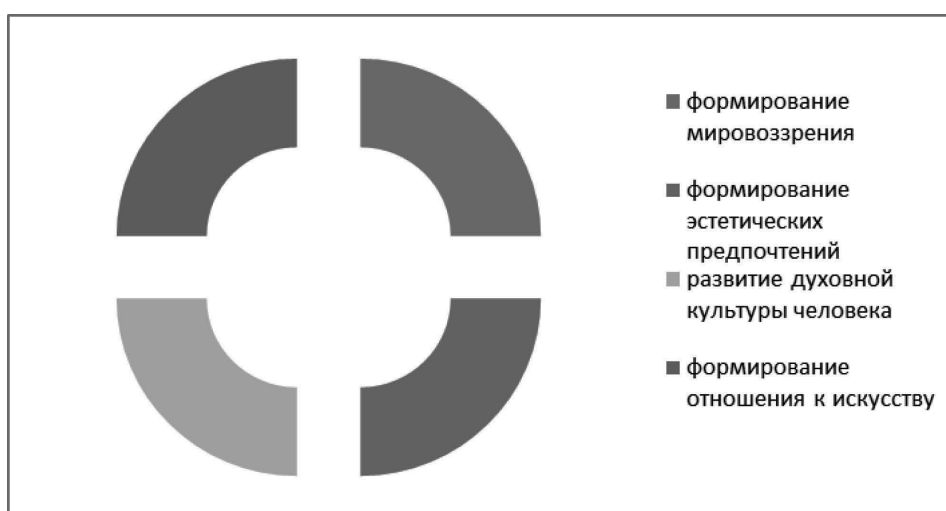 формирование
мировоззрения
формирование
эстетических
предпочтений
развитие духовной
культуры человека
формирование
отношения к искусству